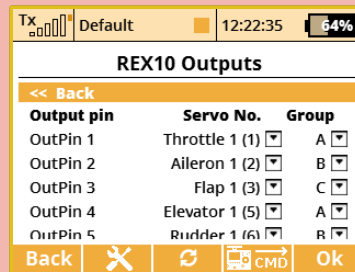 Tx Default 12:22:35 64%
REX10 Outputs
<< Back
Output pin Servo No. Group
OutPin 1 Throttle 1 (1) A
OutPin 2 Aileron 1 (2) B
OutPin 3 Flap 1 (3) C
OutPin 4 Elevator 1 (5) A
OutPin 5 Rudder 1 (6) B
Back CMD Ok